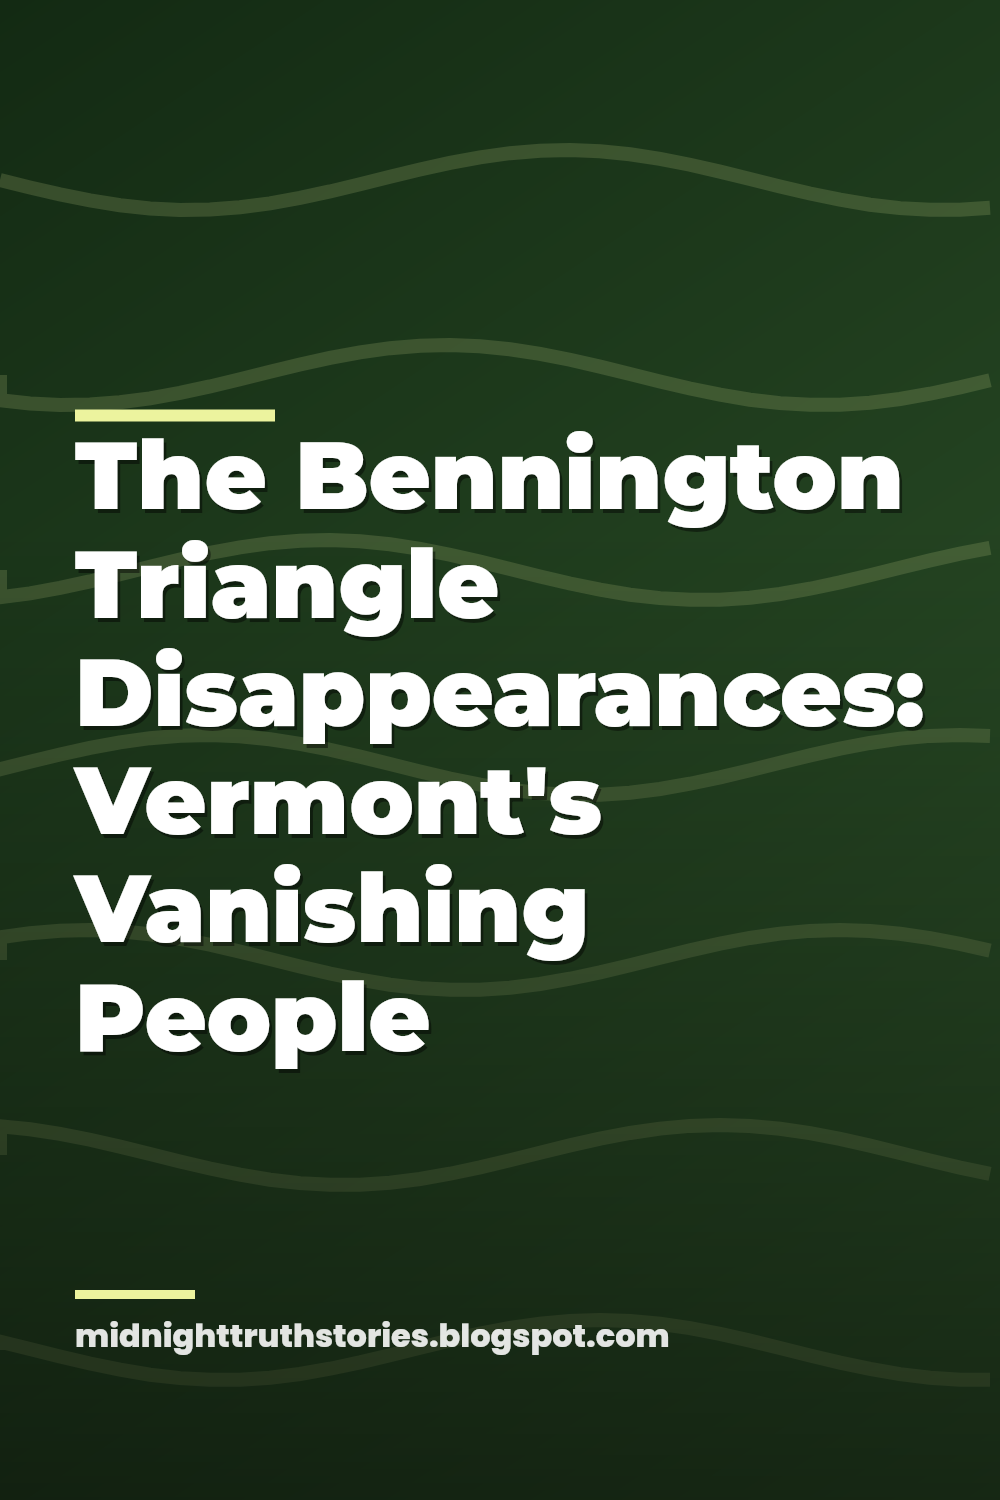 The Bennington
Triangle
Disappearances:
Vermont's
Vanishing
People
midnighttruthstories.blogspot.com